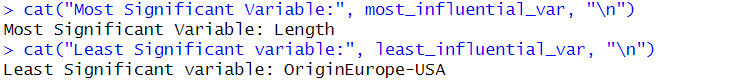 > cat("Most Significant Variable:", most_influential_var, "\n")
Most Significant Variable: Length
> cat("Least Significant variable:", least_influential_var, "\n")
Least Significant variable: OriginEurope-USA